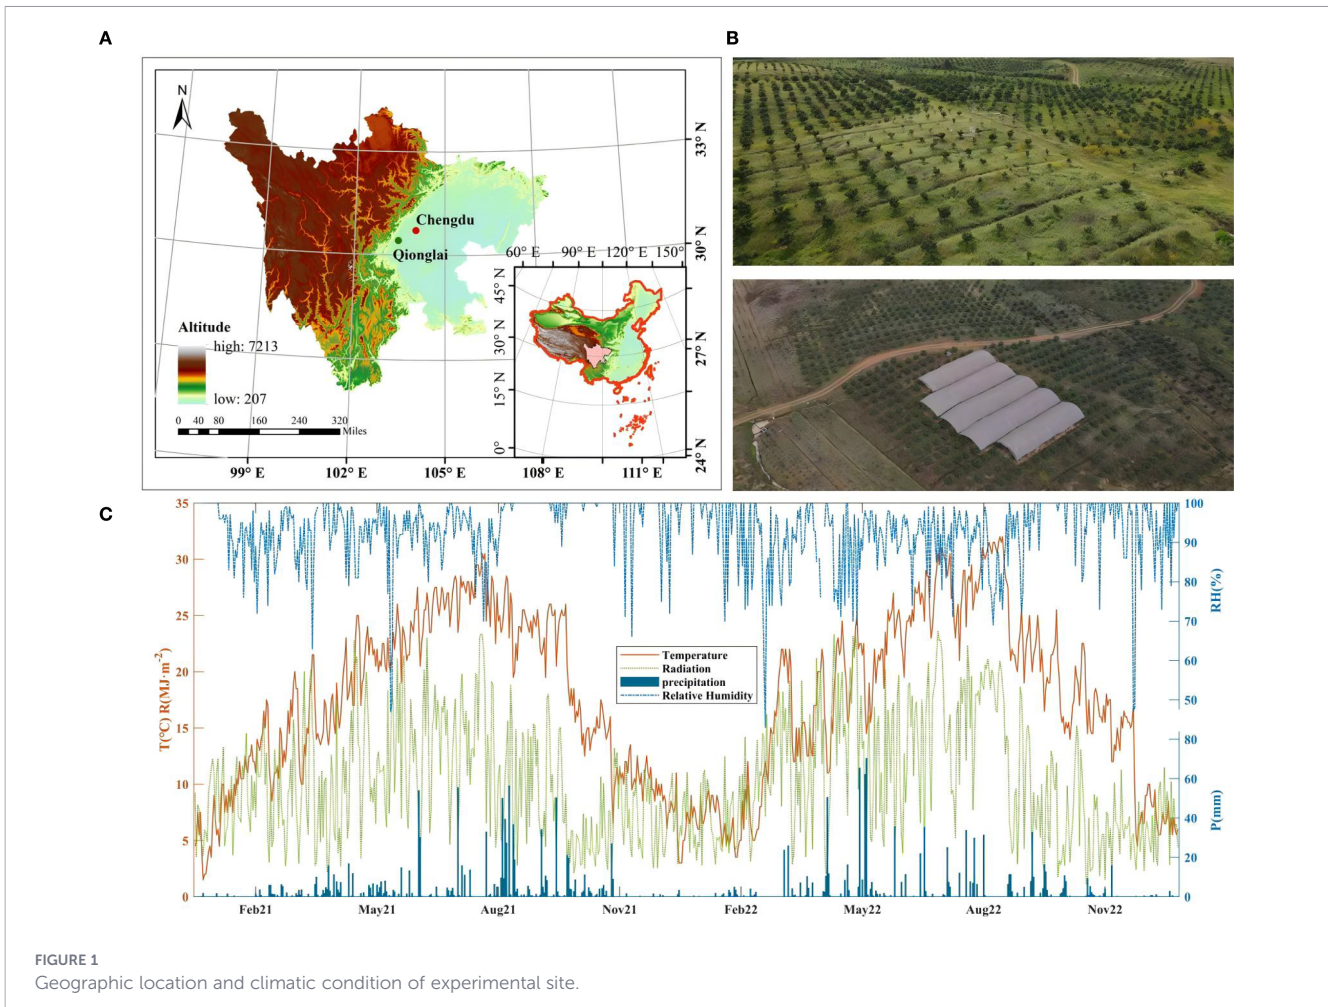 A
B
N
33° N
30° N
27° N
24° N
Chengdu
Qionglai
60° E 90° E 120° E 150°
45° N
30° N
15° N
0°
Altitude
high: 7213
low: 207
0 40 80 160 240 320
Miles
99° E 102° E 105° E 108° E 111° E
C
35
30
25
20
15
10
5
0
T(°C) R(MJ·m⁻²)
100
90
80
70
60
50
RH(%)
80
60
40
20
0
P(mm)
Temperature
Radiation
precipitation
Relative Humidity
Feb21 May21 Aug21 Nov21 Feb22 May22 Aug22 Nov22
FIGURE 1
Geographic location and climatic condition of experimental site.